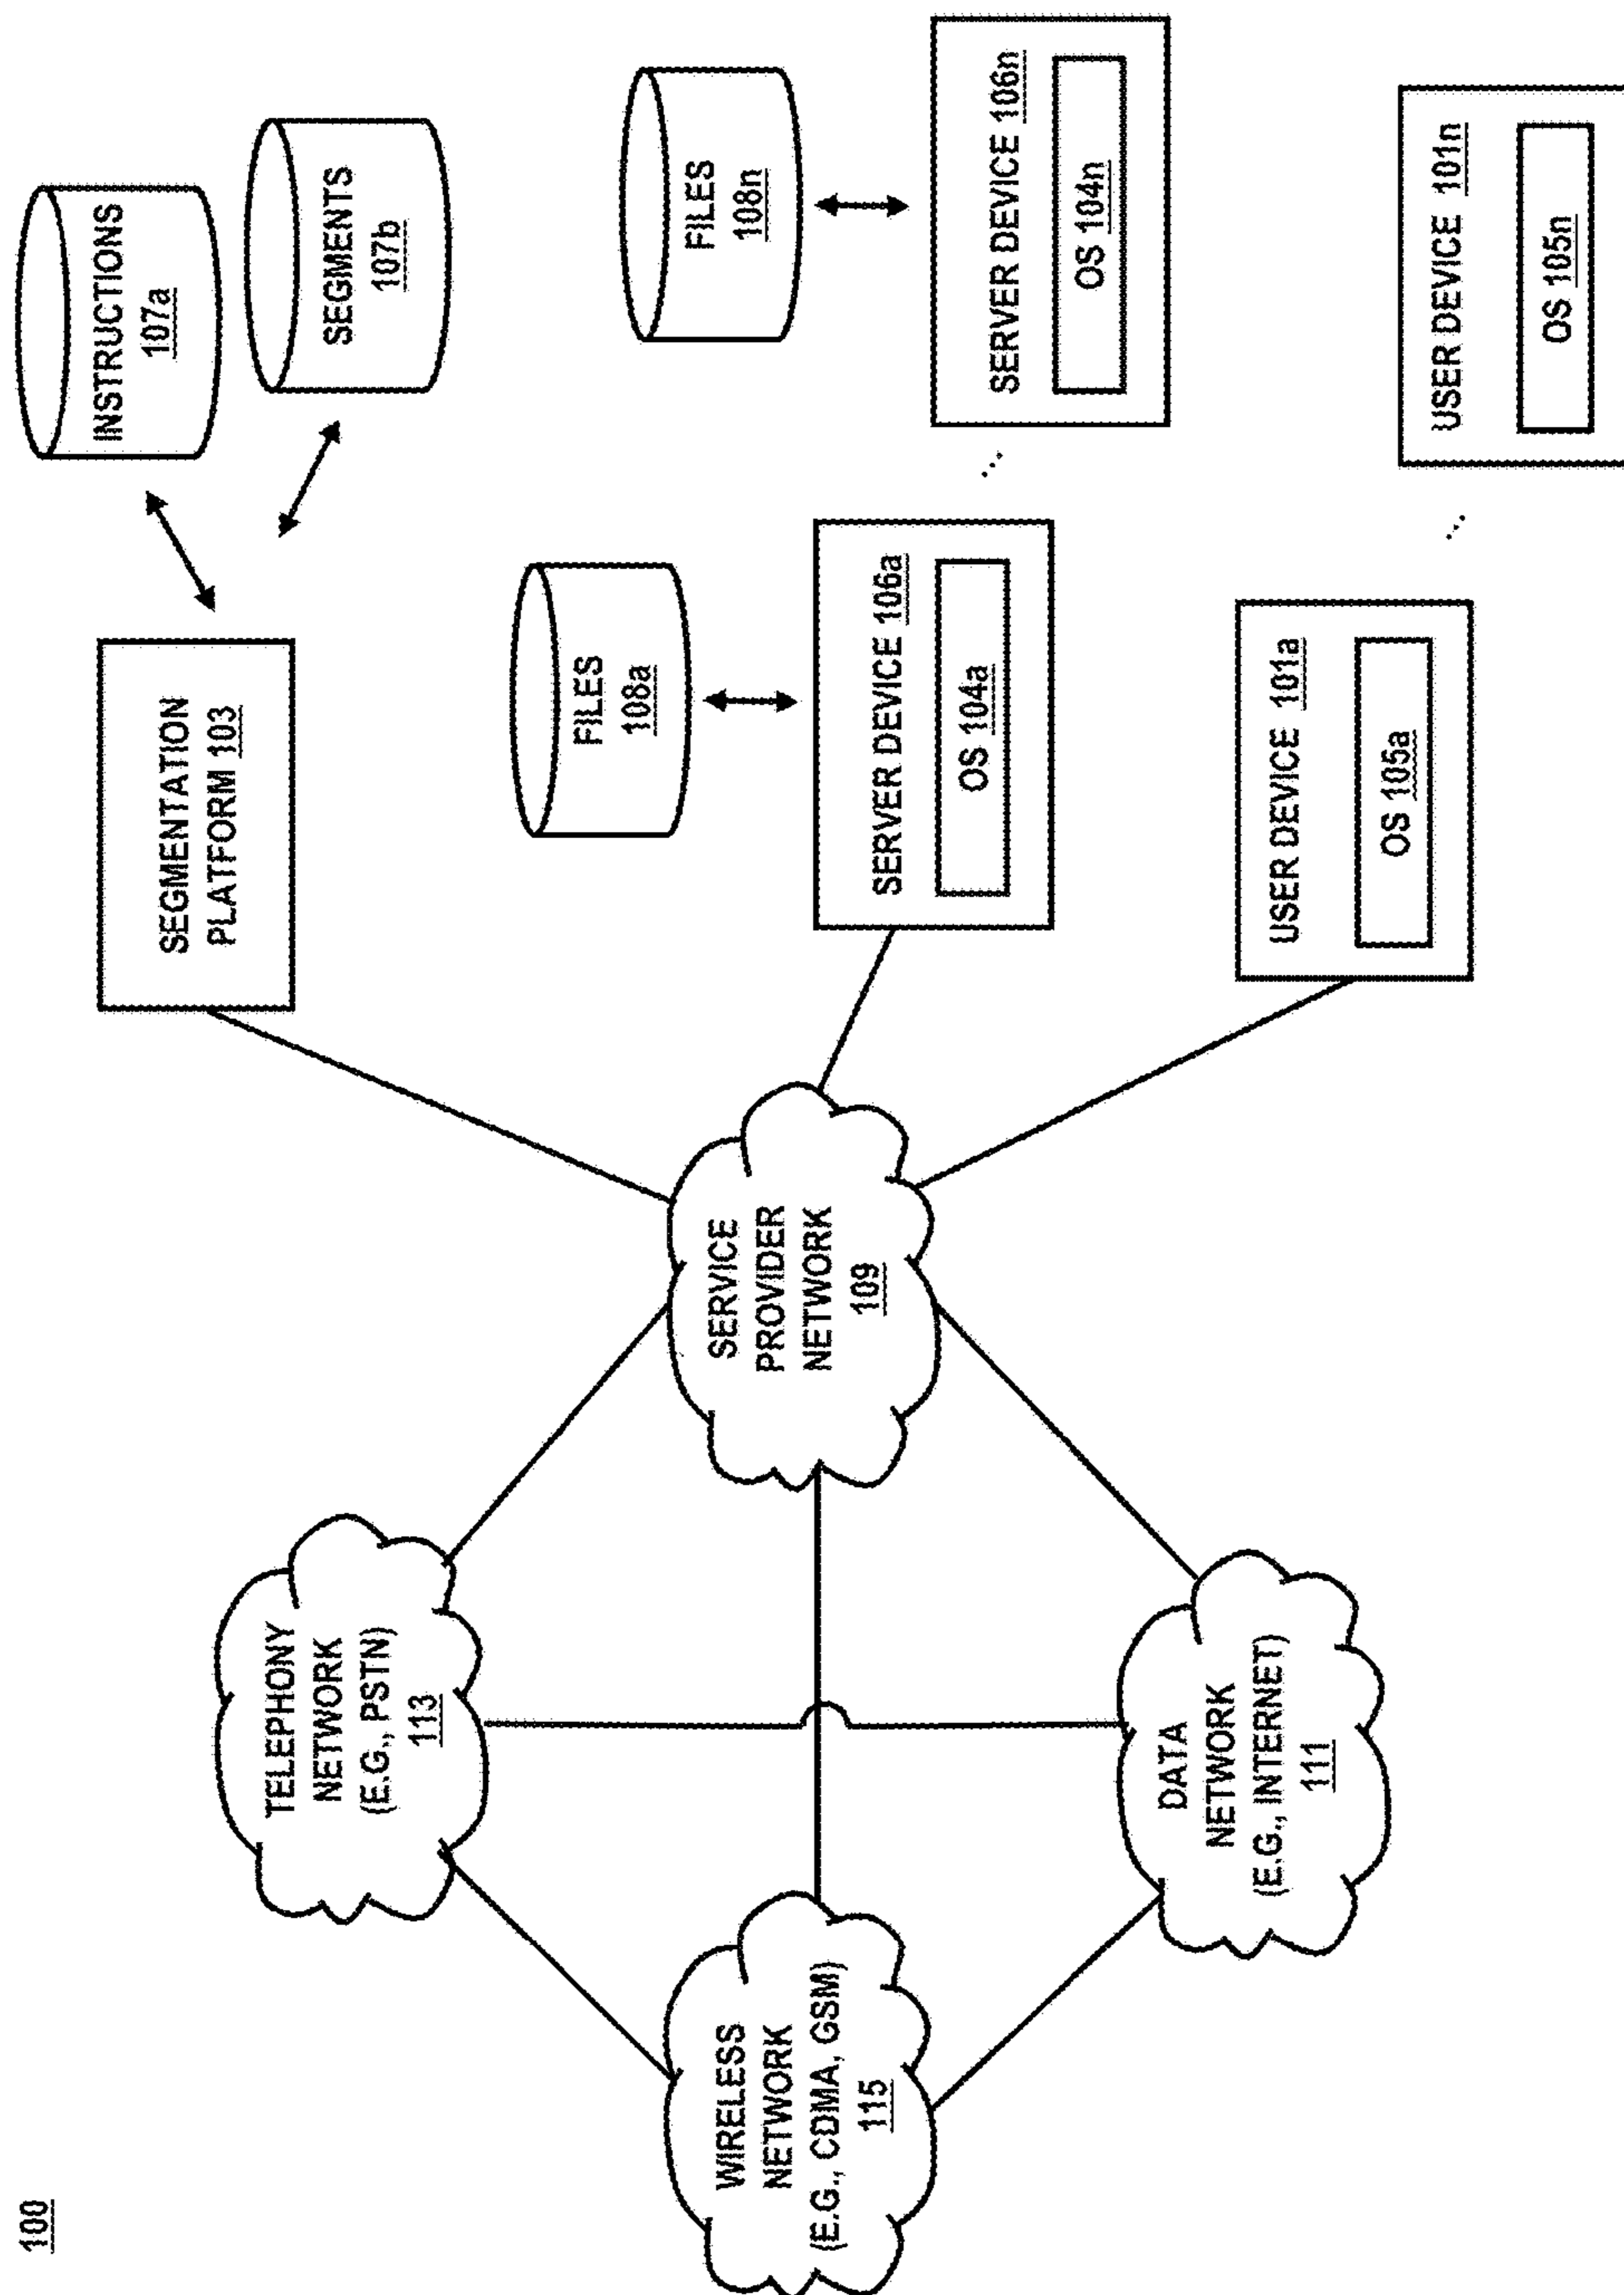 100
TELEPHONY
NETWORK
(E.G., PSTN)
113
WIRELESS
NETWORK
(E.G., CDMA, GSM)
115
SERVICE
PROVIDER
NETWORK
109
DATA
NETWORK
(E.G., INTERNET)
111
SEGMENTATION
PLATFORM 103
INSTRUCTIONS
107a
SEGMENTS
107b
FILES
108a
SERVER DEVICE 106a
OS 104a
FILES
108n
SERVER DEVICE 106n
OS 104n
...
USER DEVICE 101a
OS 105a
...
USER DEVICE 101n
OS 105n